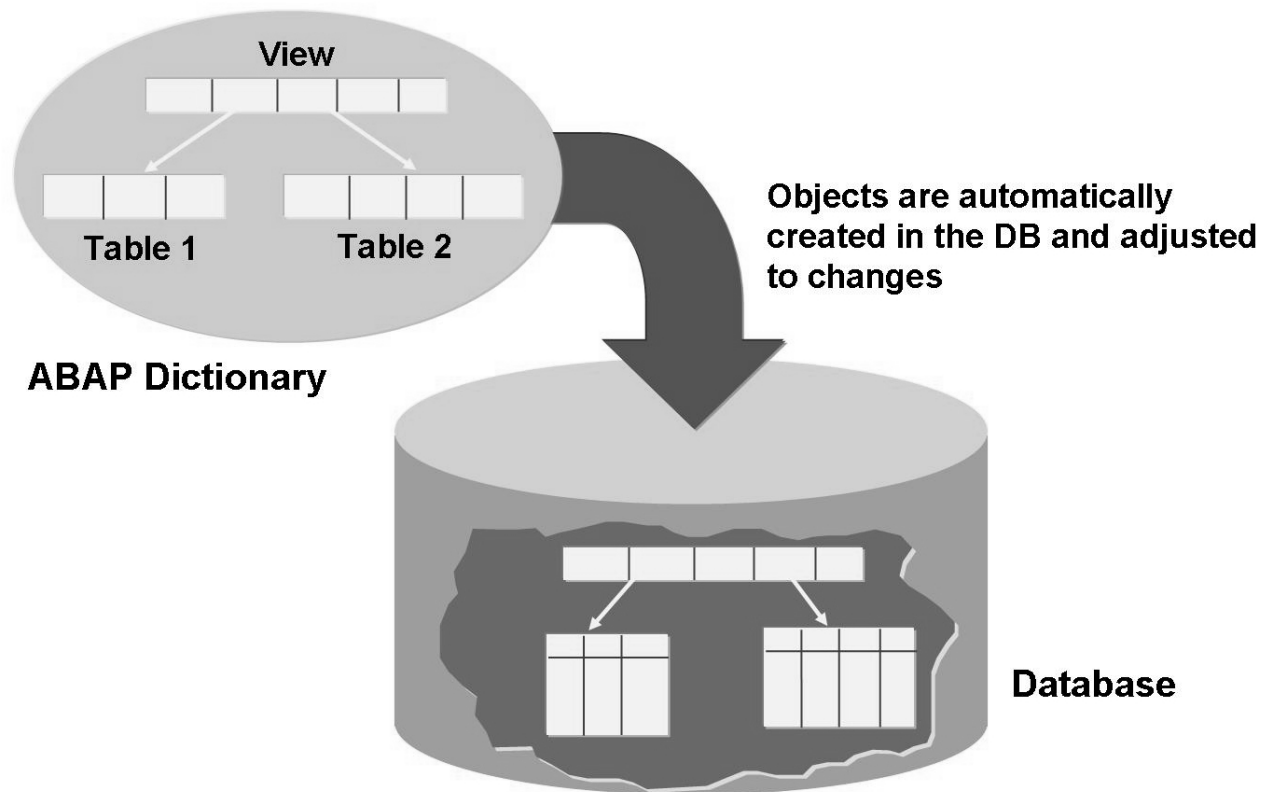 View
Table 1
Table 2
ABAP Dictionary
Objects are automatically
created in the DB and adjusted
to changes
Database